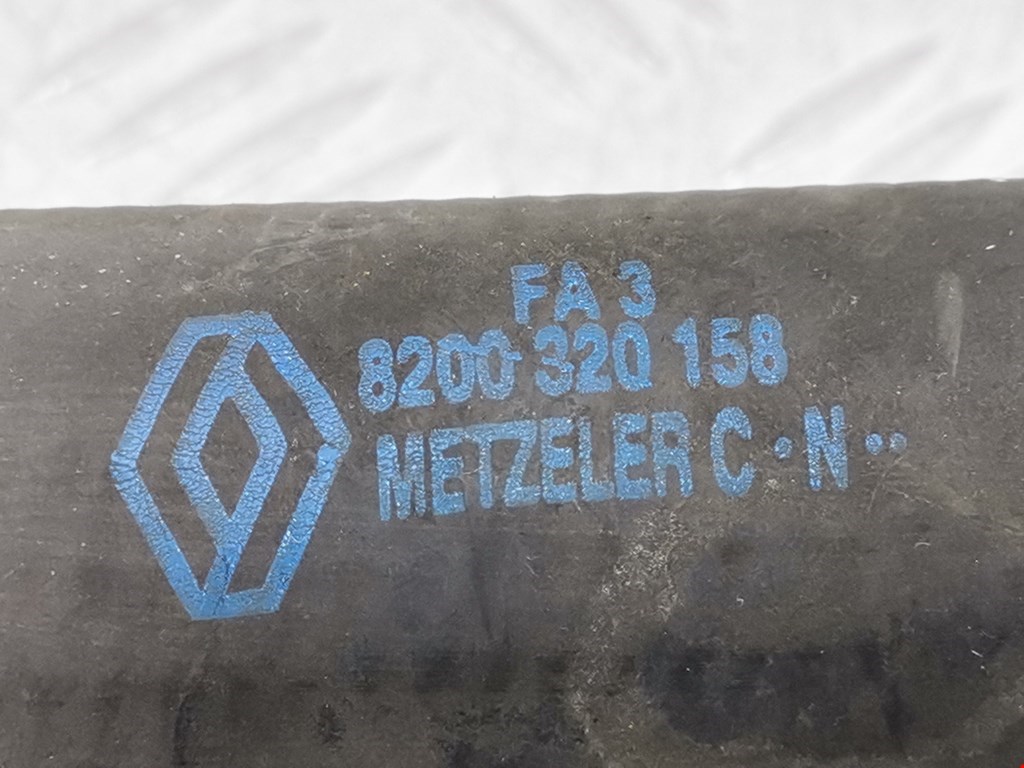 FA 3
8200 320 158
METZELER C · N ··